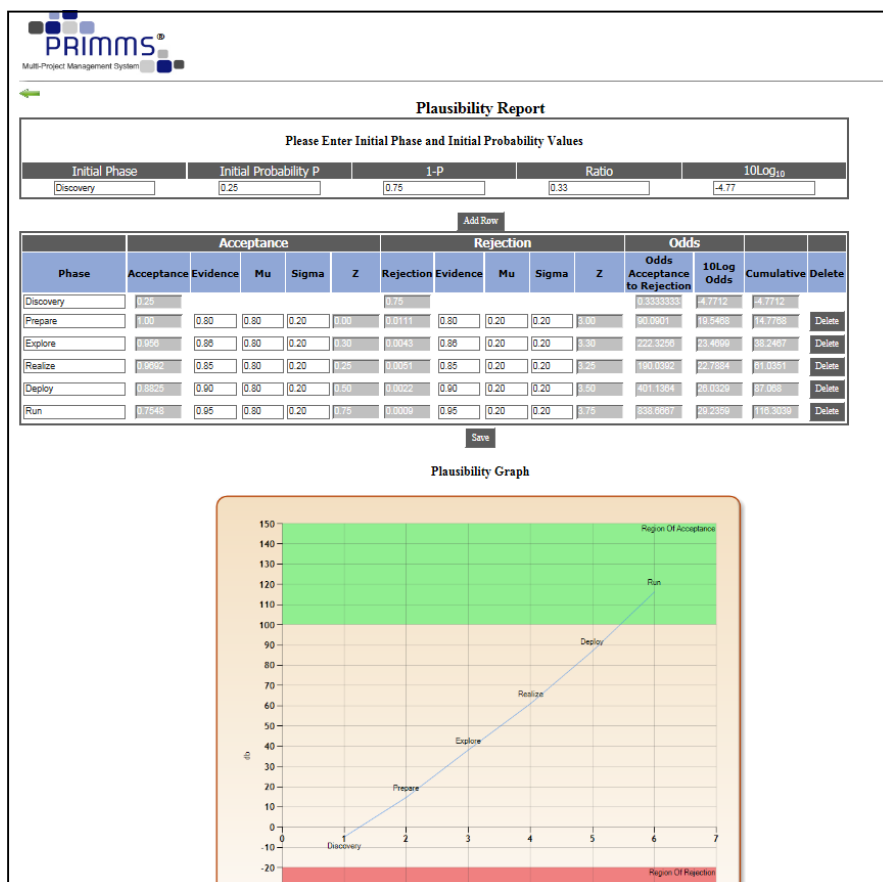 PRIMMS®
Multi-Project Management System
Plausibility Report
Please Enter Initial Phase and Initial Probability Values
Initial Phase Initial Probability P 1-P Ratio 10Log10
Discovery 0.25 0.75 0.33 -4.77
Add Row
Acceptance Rejection Odds
Phase Acceptance Evidence Mu Sigma Z Rejection Evidence Mu Sigma Z Odds Acceptance to Rejection 10Log Odds Cumulative Delete
Discovery 0.25 0.75 0.3333333 -4.7712 -4.7712
Prepare 1.00 0.80 0.80 0.20 0.00 0.0111 0.80 0.20 0.20 3.00 90.0901 19.5468 14.7768 Delete
Explore 0.956 0.86 0.80 0.20 0.30 0.0043 0.86 0.20 0.20 3.30 222.3256 23.4699 38.2467 Delete
Realize 0.9692 0.85 0.80 0.20 0.25 0.0051 0.85 0.20 0.20 3.25 190.0392 22.7884 61.0351 Delete
Deploy 0.8825 0.90 0.80 0.20 0.50 0.0022 0.90 0.20 0.20 3.50 401.1364 26.0329 87.068 Delete
Run 0.7548 0.95 0.80 0.20 0.75 0.0009 0.95 0.20 0.20 3.75 838.6667 29.2359 116.3039 Delete
Save
Plausibility Graph
150
Region Of Acceptance
140
130
120
Run
110
100
90
Deploy
80
70
Realize
60
50
40
Explore
30
20
Prepare
10
0
0 1 2 3 4 5 6 7
-10
Discovery
-20
Region Of Rejection
db